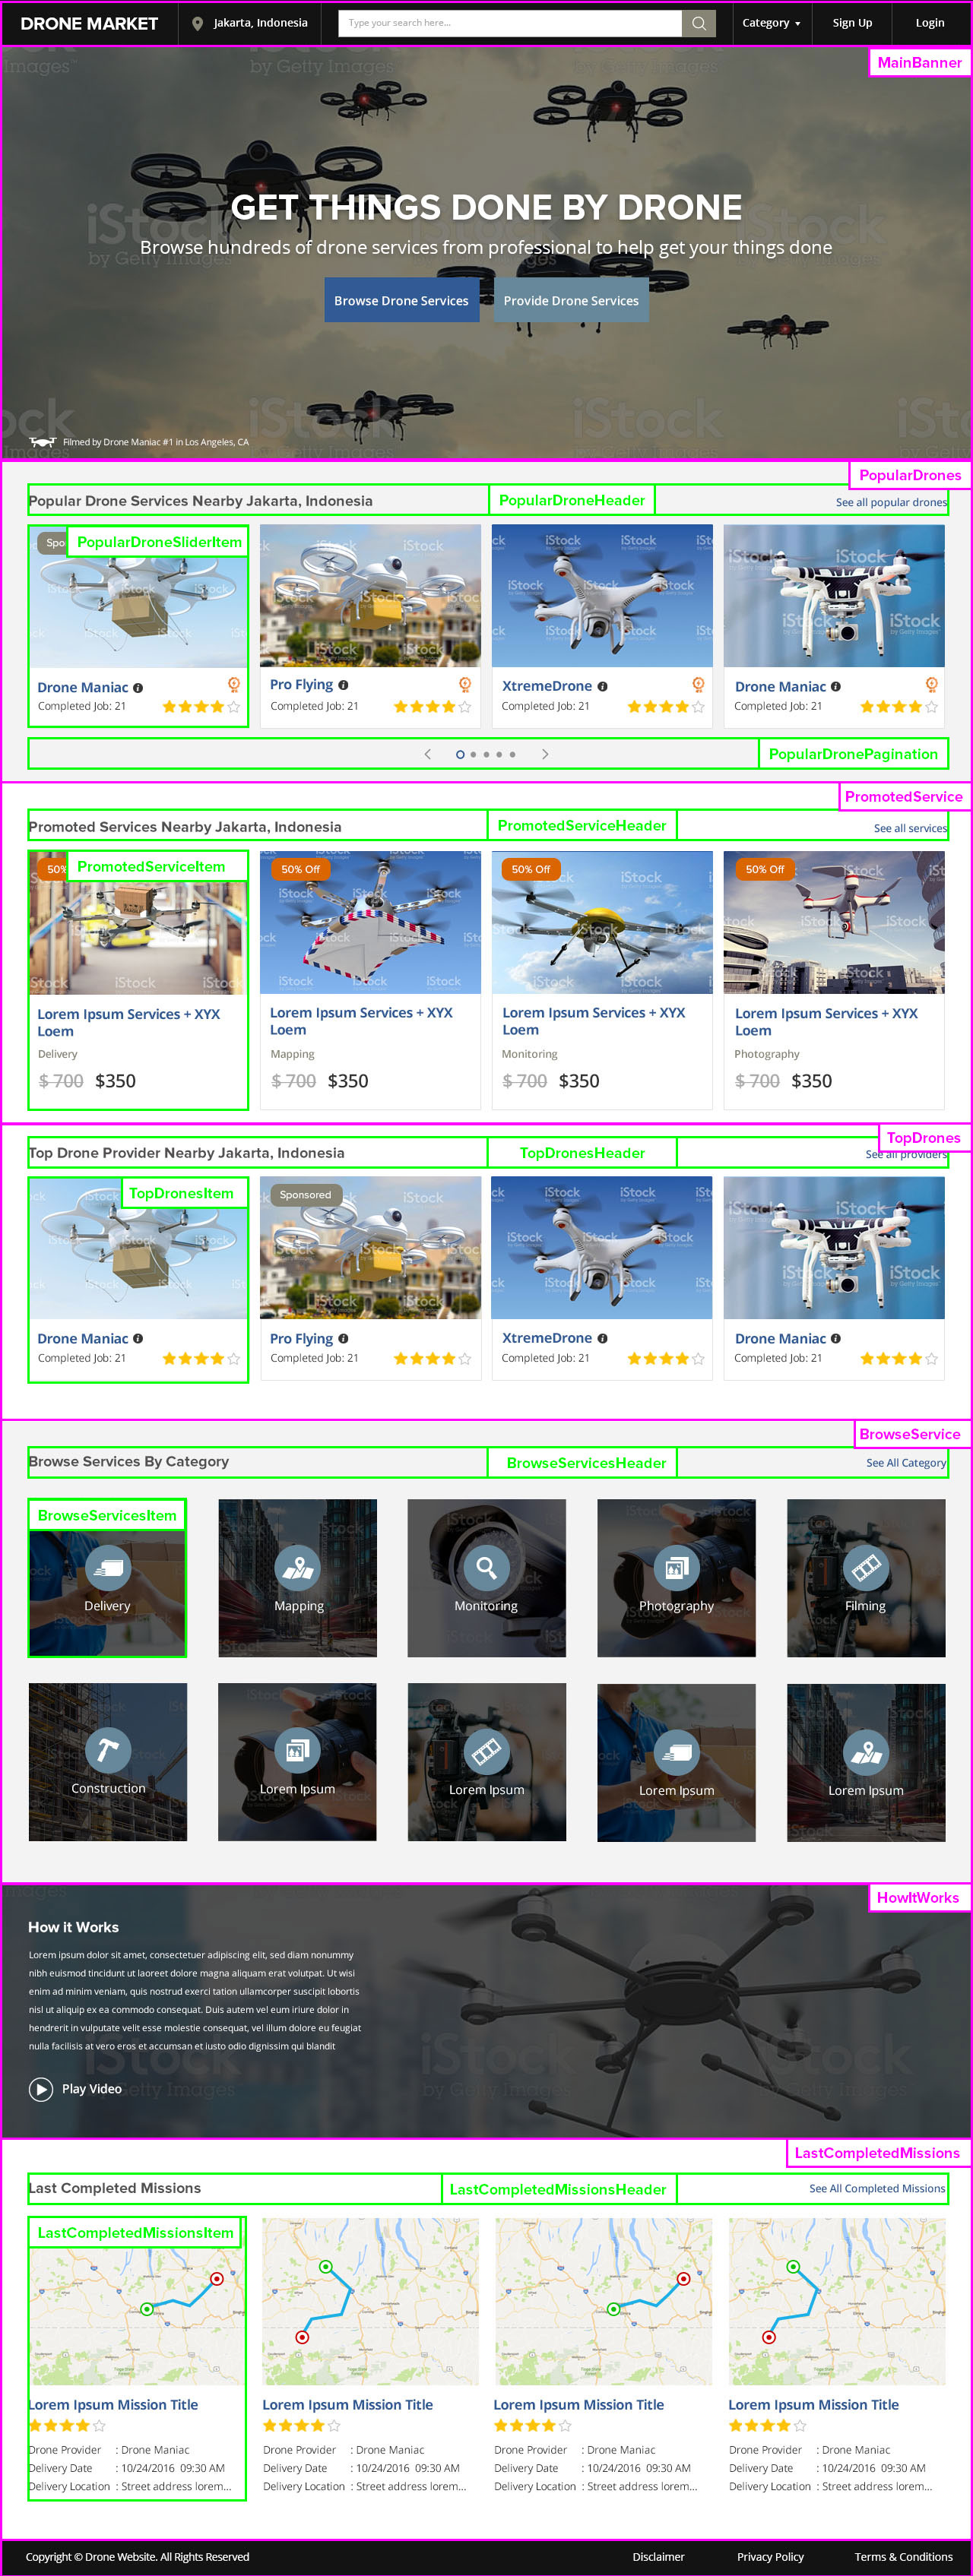 DRONE MARKET
Jakarta, Indonesia
Type your search here...
Category
Sign Up
Login
MainBanner
GET THINGS DONE BY DRONE
Browse hundreds of drone services from professional to help get your things done
Browse Drone Services
Provide Drone Services
Filmed by Drone Maniac #1 in Los Angeles, CA
PopularDrones
Popular Drone Services Nearby Jakarta, Indonesia
PopularDroneHeader
See all popular drones
Spo
PopularDroneSliderItem
Drone Maniac
Completed Job: 21
Pro Flying
Completed Job: 21
XtremeDrone
Completed Job: 21
Drone Maniac
Completed Job: 21
PopularDronePagination
PromotedService
Promoted Services Nearby Jakarta, Indonesia
PromotedServiceHeader
See all services
50%
PromotedServiceItem
50% Off
50% Off
50% Off
Lorem Ipsum Services + XYX
Loem
Delivery
$ 700 $350
Lorem Ipsum Services + XYX
Loem
Mapping
$ 700 $350
Lorem Ipsum Services + XYX
Loem
Monitoring
$ 700 $350
Lorem Ipsum Services + XYX
Loem
Photography
$ 700 $350
TopDrones
Top Drone Provider Nearby Jakarta, Indonesia
TopDronesHeader
See all providers
TopDronesItem
Sponsored
Drone Maniac
Completed Job: 21
Pro Flying
Completed Job: 21
XtremeDrone
Completed Job: 21
Drone Maniac
Completed Job: 21
BrowseService
Browse Services By Category
BrowseServicesHeader
See All Category
BrowseServicesItem
Delivery
Mapping
Monitoring
Photography
Filming
Construction
Lorem Ipsum
Lorem Ipsum
Lorem Ipsum
Lorem Ipsum
HowItWorks
How it Works
Lorem ipsum dolor sit amet, consectetuer adipiscing elit, sed diam nonummy
nibh euismod tincidunt ut laoreet dolore magna aliquam erat volutpat. Ut wisi
enim ad minim veniam, quis nostrud exerci tation ullamcorper suscipit lobortis
nisl ut aliquip ex ea commodo consequat. Duis autem vel eum iriure dolor in
hendrerit in vulputate velit esse molestie consequat, vel illum dolore eu feugiat
nulla facilisis at vero eros et accumsan et iusto odio dignissim qui blandit
Play Video
LastCompletedMissions
Last Completed Missions
LastCompletedMissionsHeader
See All Completed Missions
LastCompletedMissionsItem
Lorem Ipsum Mission Title
Drone Provider : Drone Maniac
Delivery Date : 10/24/2016 09:30 AM
Delivery Location : Street address lorem...
Lorem Ipsum Mission Title
Drone Provider : Drone Maniac
Delivery Date : 10/24/2016 09:30 AM
Delivery Location : Street address lorem...
Lorem Ipsum Mission Title
Drone Provider : Drone Maniac
Delivery Date : 10/24/2016 09:30 AM
Delivery Location : Street address lorem...
Lorem Ipsum Mission Title
Drone Provider : Drone Maniac
Delivery Date : 10/24/2016 09:30 AM
Delivery Location : Street address lorem...
Copyright © Drone Website. All Rights Reserved
Disclaimer
Privacy Policy
Terms & Conditions